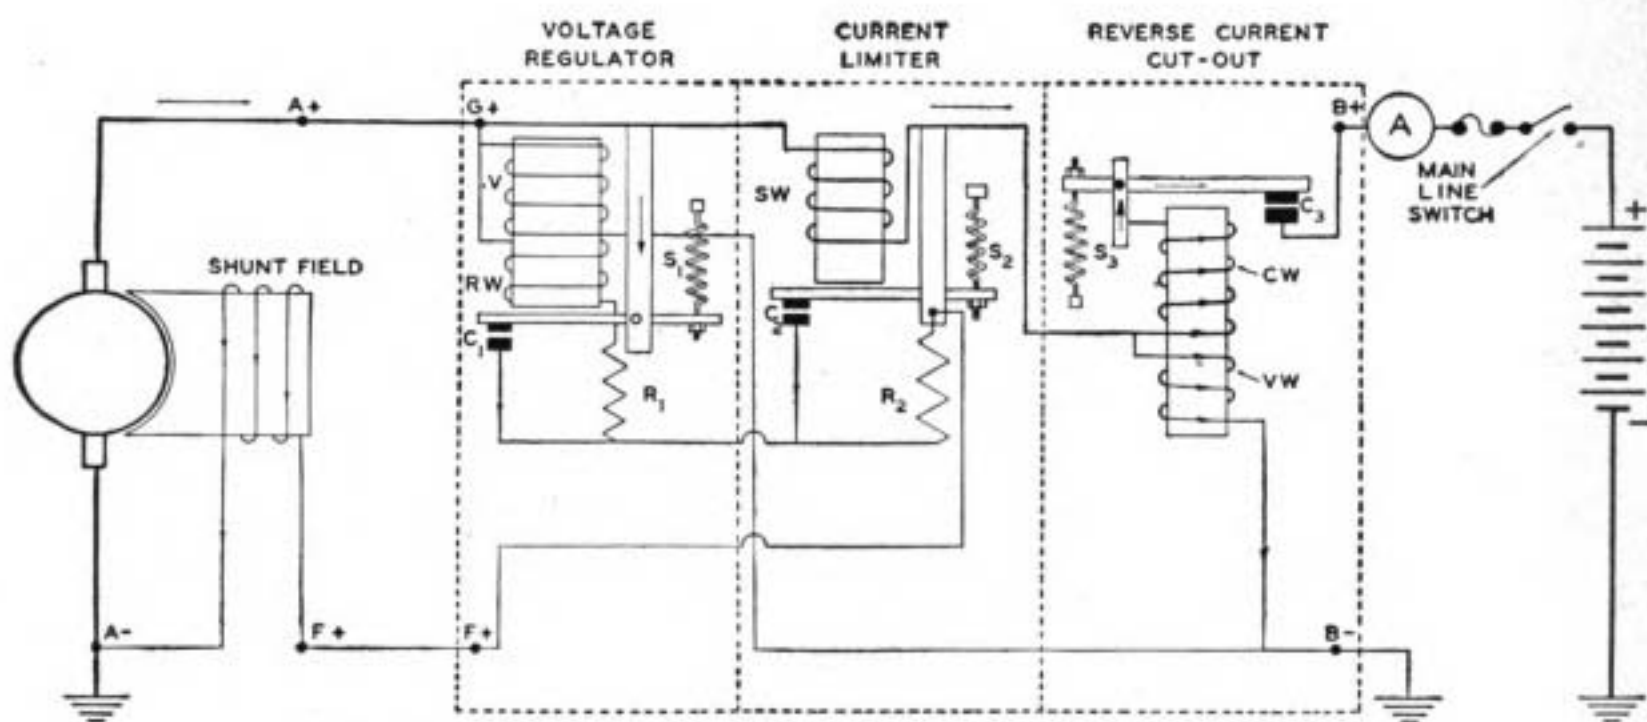 VOLTAGE
REGULATOR
CURRENT
LIMITER
REVERSE CURRENT
CUT-OUT
A+
G+
B+
A
V
SW
C3
MAIN
LINE
SWITCH
+
SHUNT FIELD
RW
S1
S2
S3
CW
C1
C2
R1
R2
VW
-
A-
F+
F+
B-